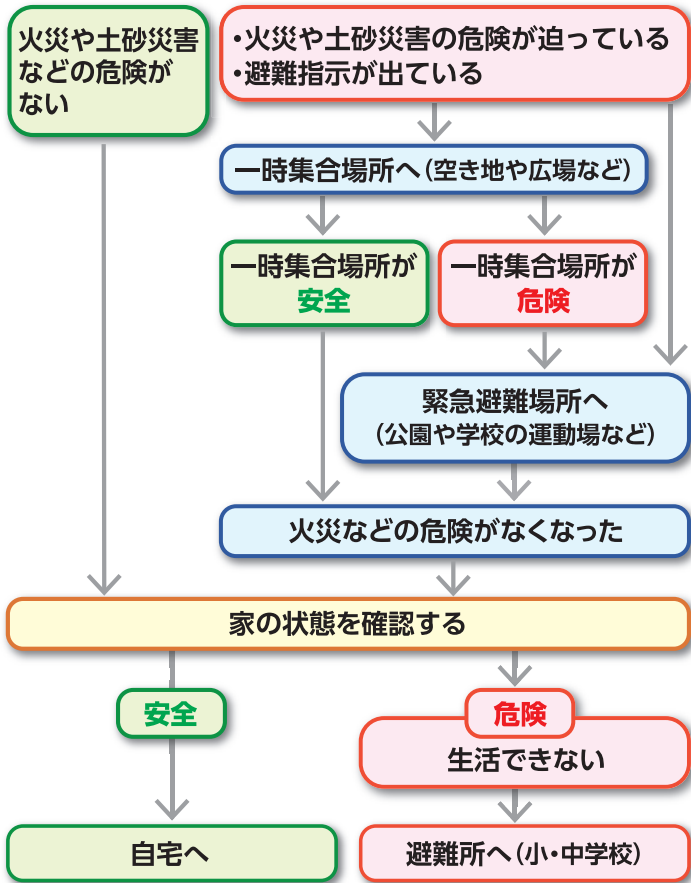 火災や土砂災害
などの危険が
ない
・火災や土砂災害の危険が迫っている
・避難指示が出ている
一時集合場所へ（空き地や広場など）
一時集合場所が
安全
一時集合場所が
危険
緊急避難場所へ
（公園や学校の運動場など）
火災などの危険がなくなった
家の状態を確認する
安全
危険
生活できない
自宅へ
避難所へ（小・中学校）